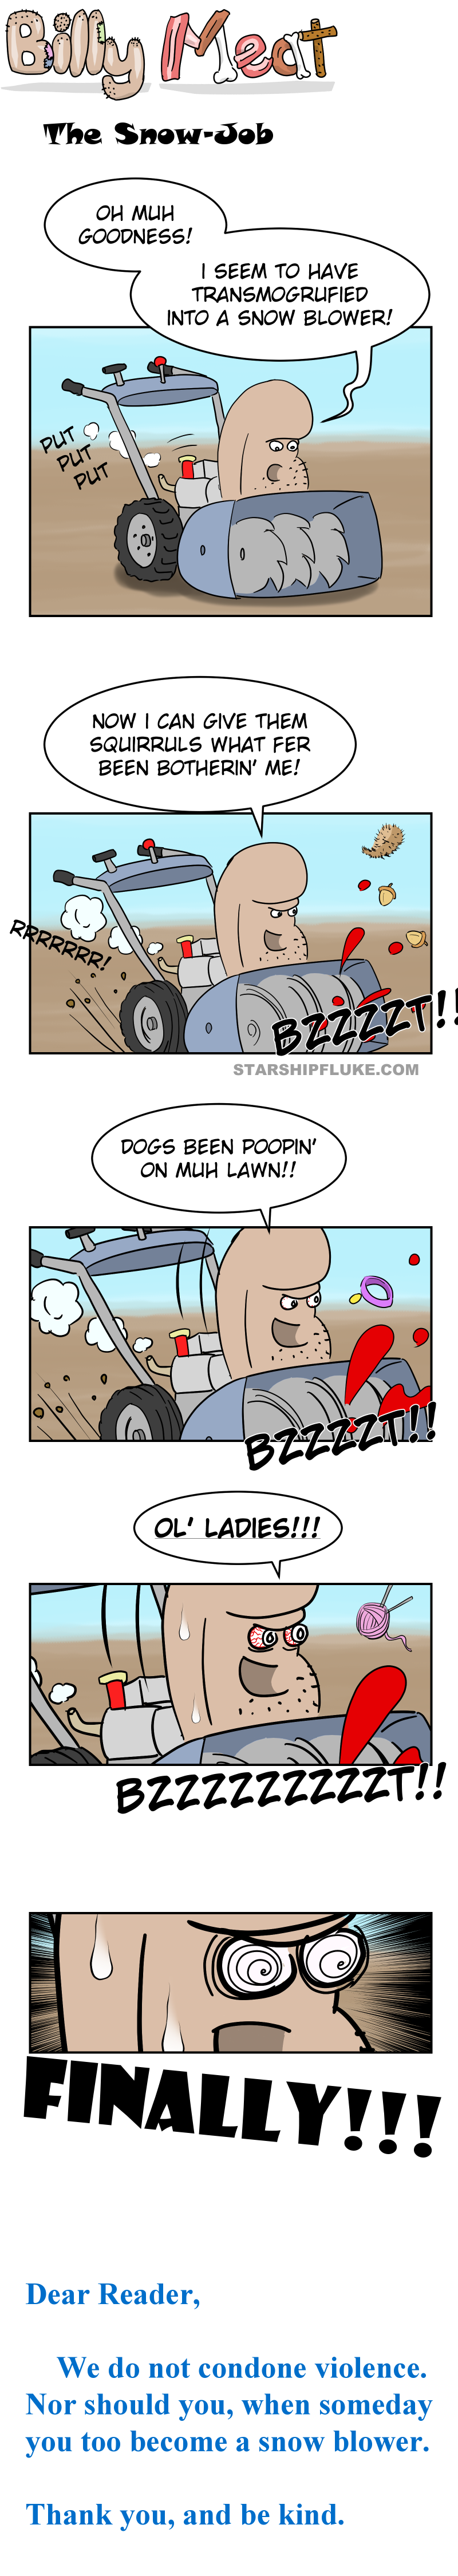 Billy Meat
The Snow-Job
OH MUH
GOODNESS!
I SEEM TO HAVE
TRANSMOGRUFIED
INTO A SNOW BLOWER!
PUT
PUT
PUT
NOW I CAN GIVE THEM
SQUIRRULS WHAT FER
BEEN BOTHERIN' ME!
RRRRRRR!
BZZZZT!!
STARSHIPFLUKE.COM
DOGS BEEN POOPIN'
ON MUH LAWN!!
BZZZZZT!!
OL' LADIES!!!
BZZZZZZZZZZT!!
FINALLY!!!
Dear Reader,
We do not condone violence.
Nor should you, when someday
you too become a snow blower.
Thank you, and be kind.